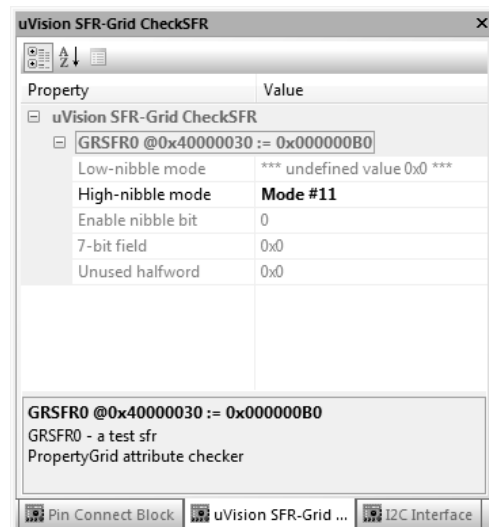 uVision SFR-Grid CheckSFR
Property Value
uVision SFR-Grid CheckSFR
GRSFR0 @0x40000030 := 0x000000B0
Low-nibble mode *** undefined value 0x0 ***
High-nibble mode Mode #11
Enable nibble bit 0
7-bit field 0x0
Unused halfword 0x0
GRSFR0 @0x40000030 := 0x000000B0
GRSFR0 - a test sfr
PropertyGrid attribute checker
Pin Connect Block uVision SFR-Grid ... I2C Interface